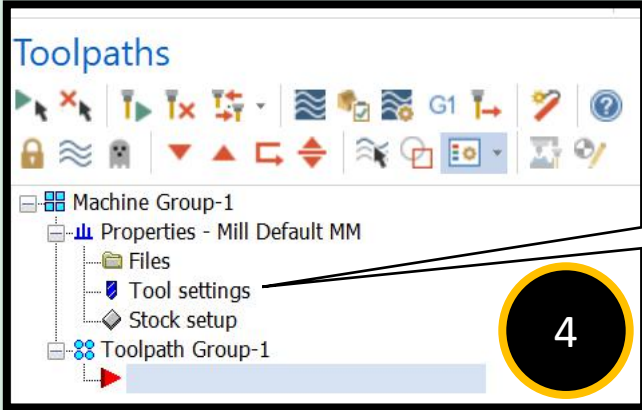 Toolpaths
G1
Machine Group-1
Properties - Mill Default MM
Files
Tool settings
Stock setup
Toolpath Group-1
4